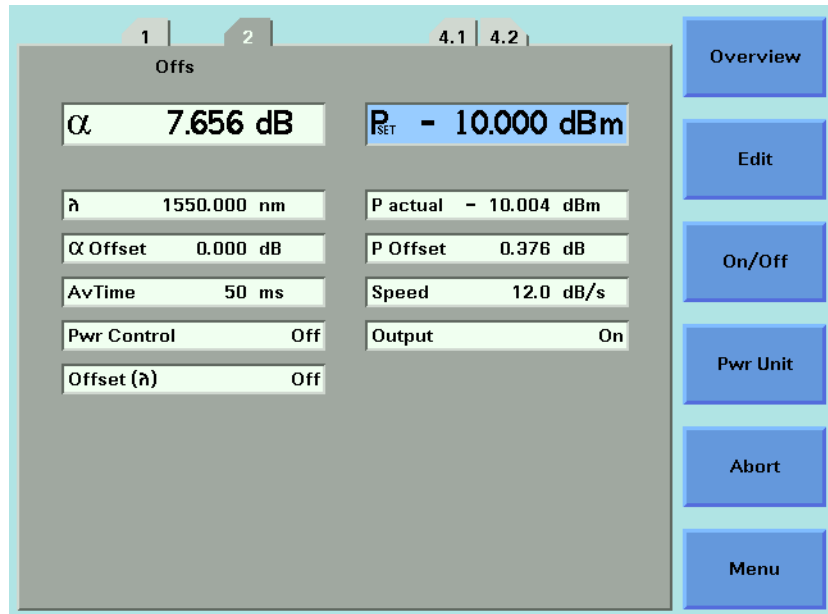 1 2 4.1 4.2
Offs
α 7.656 dB
PSET - 10.000 dBm
λ 1550.000 nm
P actual - 10.004 dBm
α Offset 0.000 dB
P Offset 0.376 dB
AvTime 50 ms
Speed 12.0 dB/s
Pwr Control Off
Output On
Offset (λ) Off
Overview
Edit
On/Off
Pwr Unit
Abort
Menu